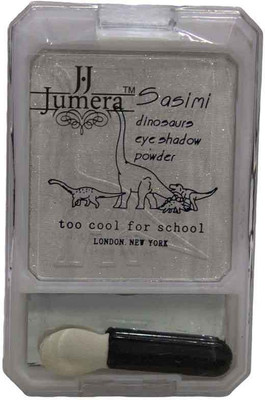 JJ
Jumera™ Sasimi
dinosaurs
eye shadow
powder
too cool for school
LONDON. NEW YORK